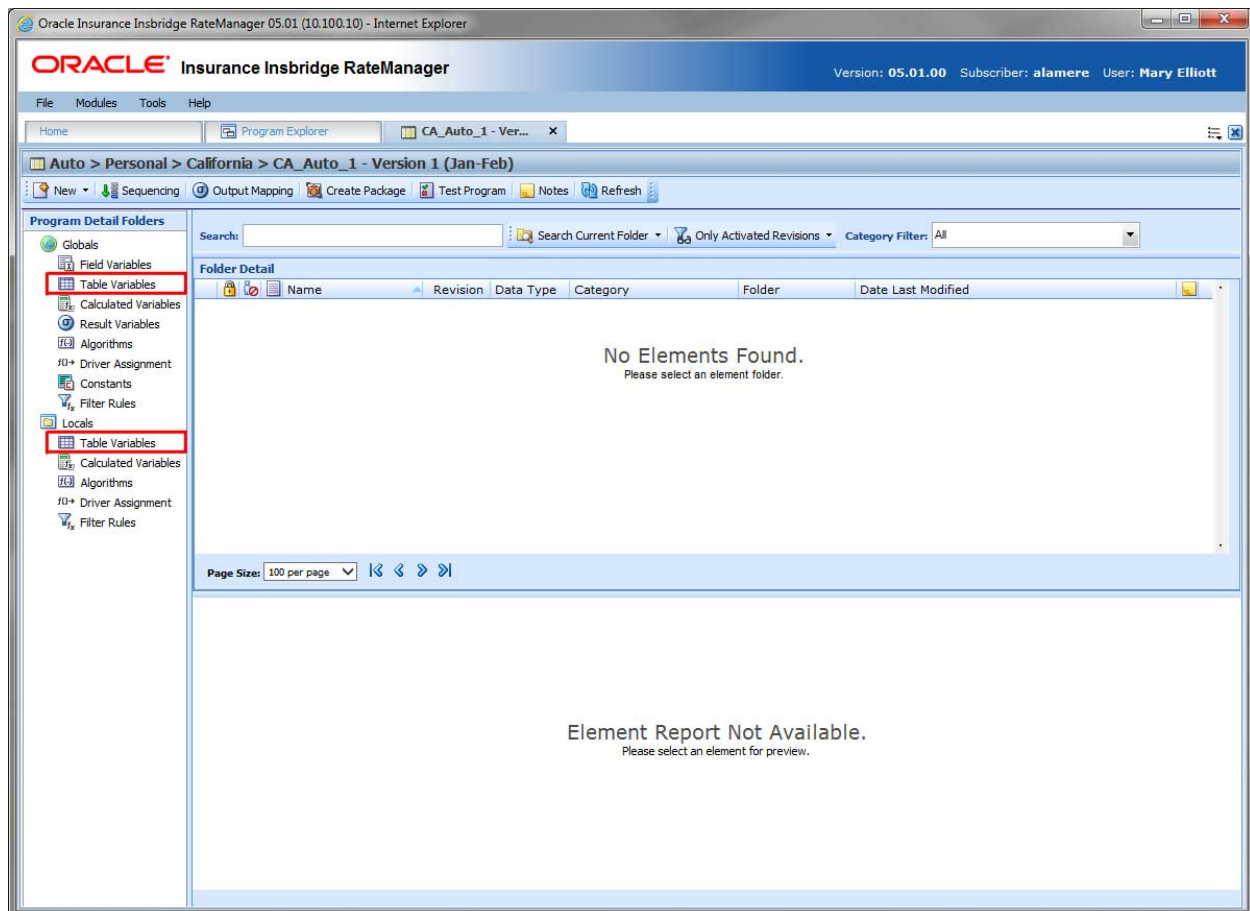 Oracle Insurance Insbridge RateManager 05.01 (10.100.10) - Internet Explorer
ORACLE Insurance Insbridge RateManager
Version: 05.01.00 Subscriber: alamere User: Mary Elliott
File Modules Tools Help
Home Program Explorer CA_Auto_1 - Ver...
Auto > Personal > California > CA_Auto_1 - Version 1 (Jan-Feb)
New Sequencing Output Mapping Create Package Test Program Notes Refresh
Program Detail Folders
Globals
Field Variables
Table Variables
Calculated Variables
Result Variables
Algorithms
Driver Assignment
Constants
Filter Rules
Locals
Table Variables
Calculated Variables
Algorithms
Driver Assignment
Filter Rules
Search: Search Current Folder Only Activated Revisions Category Filter: All
Folder Detail
Name Revision Data Type Category Folder Date Last Modified
No Elements Found.
Please select an element folder.
Page Size: 100 per page
Element Report Not Available.
Please select an element for preview.